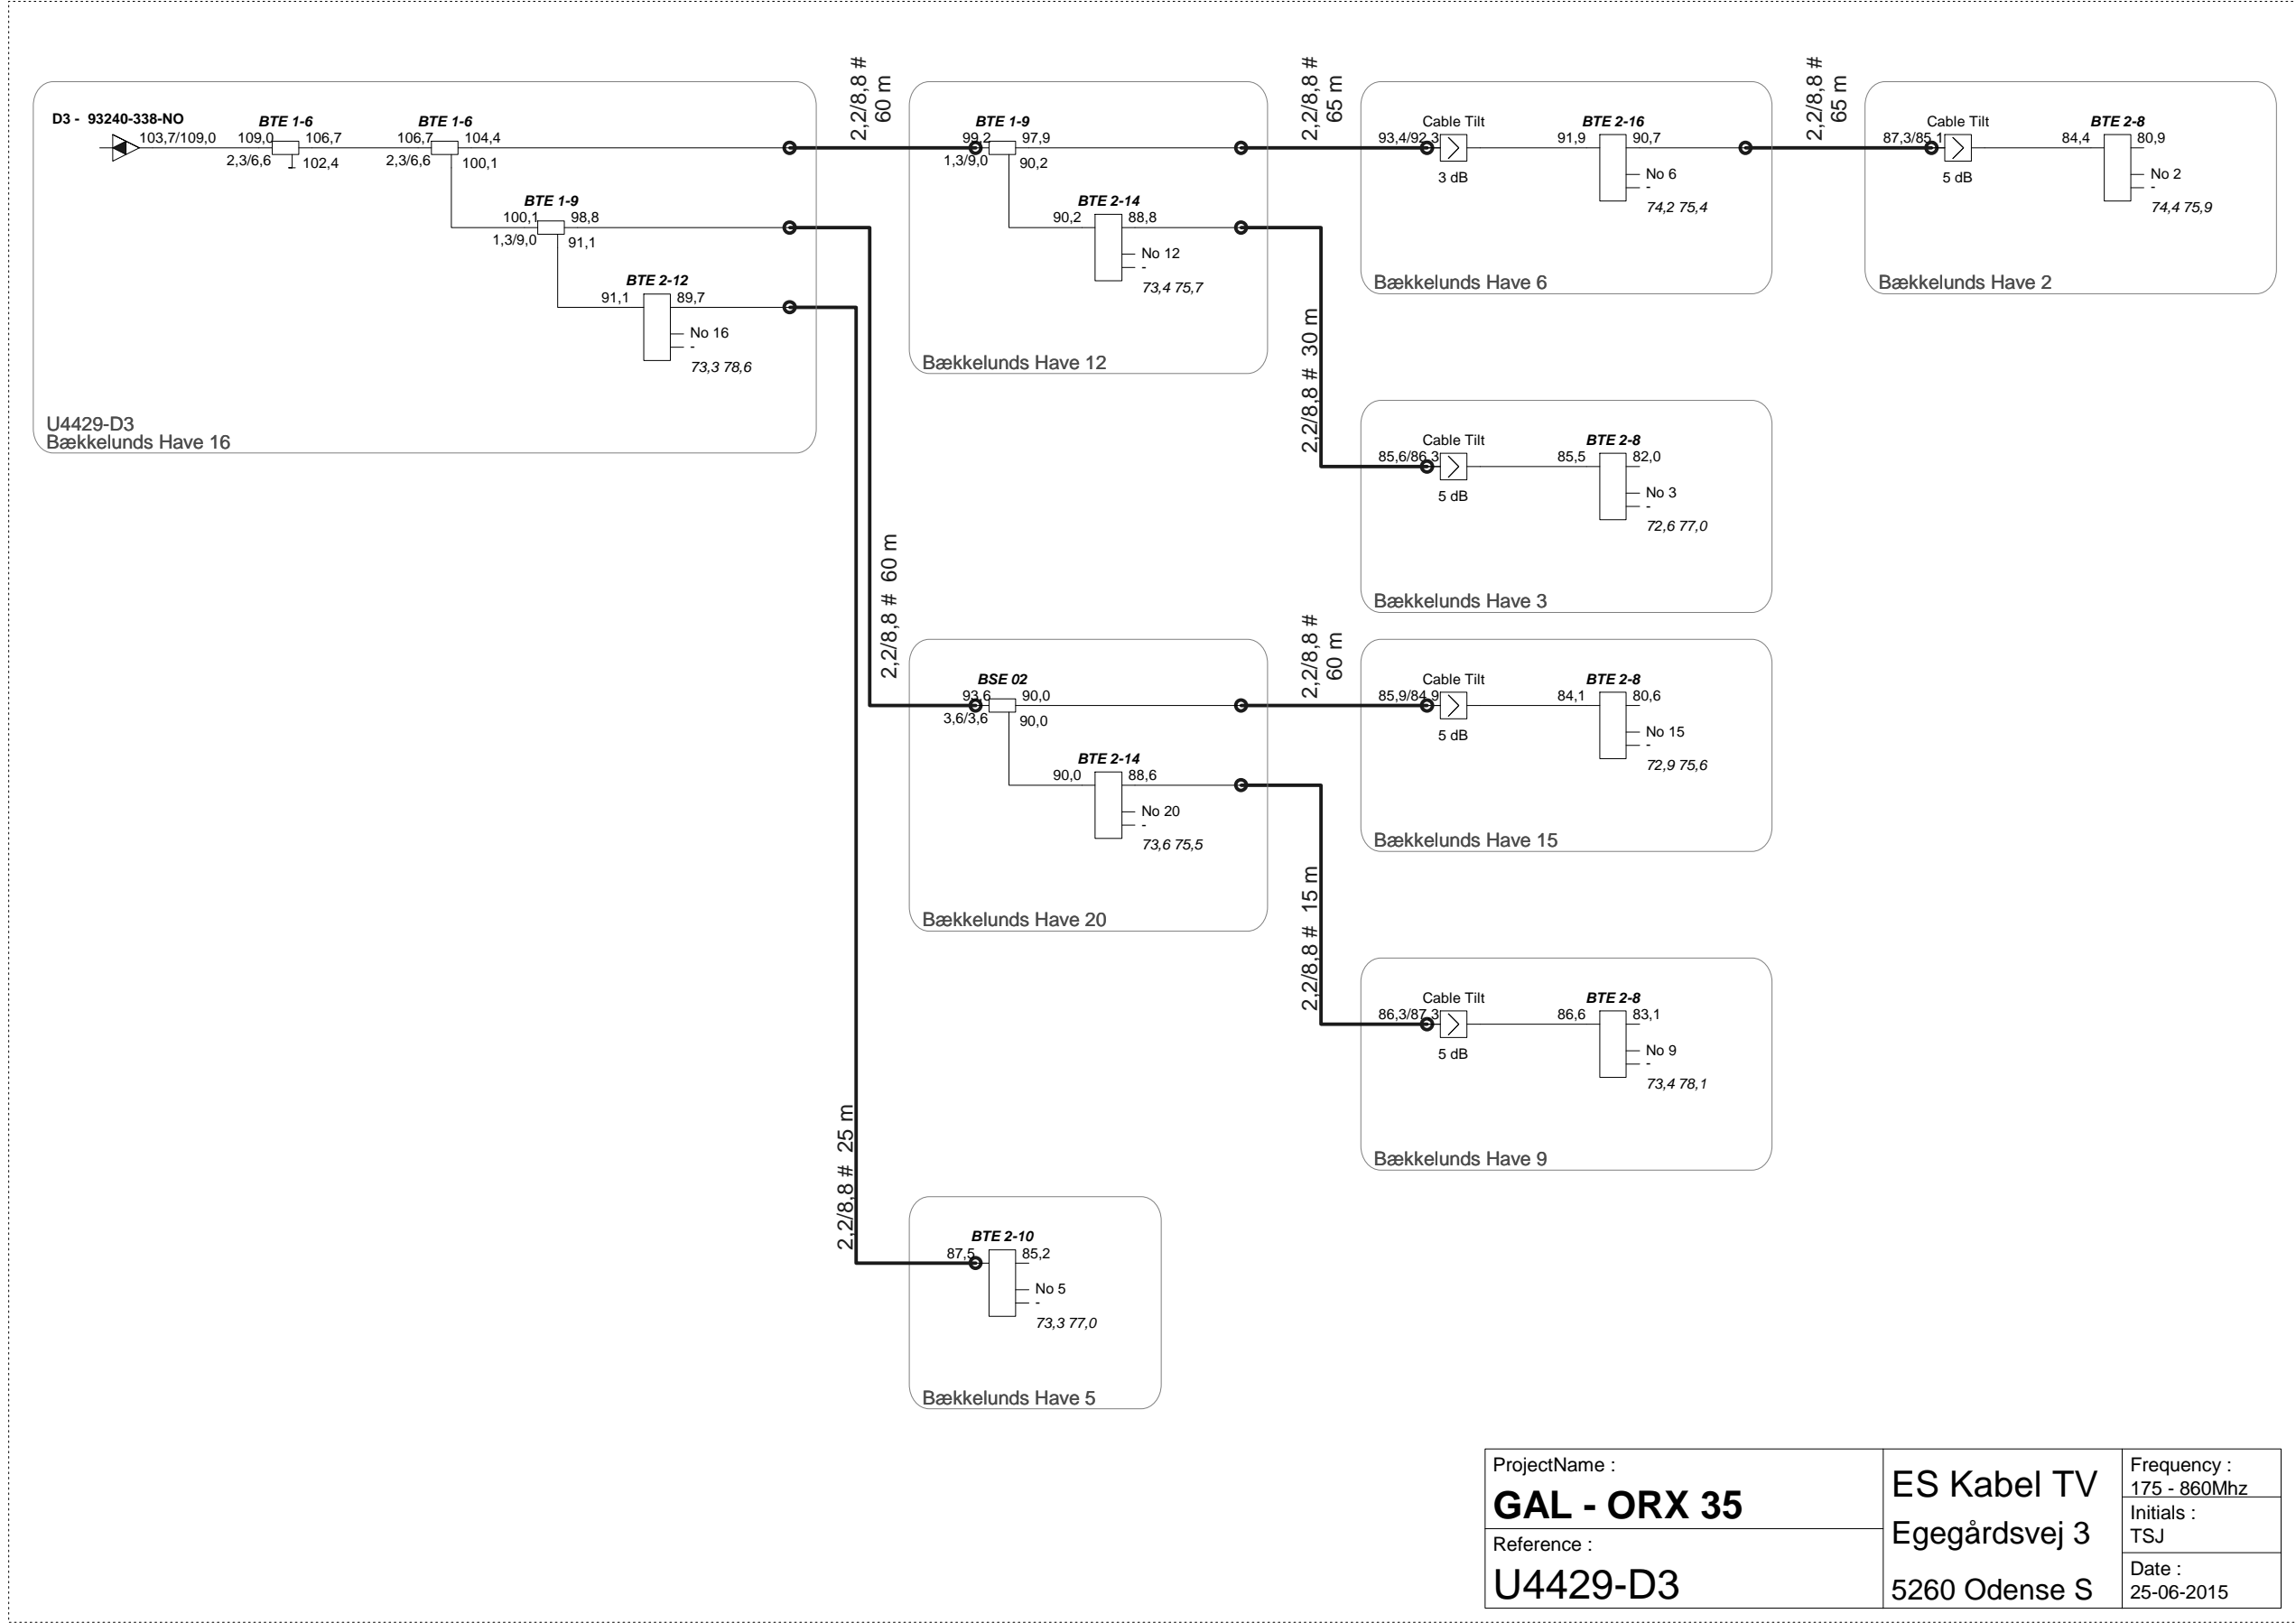 D3 - 93240-338-NO
103,7/109,0
BTE 1-6
109,0 106,7
2,3/6,6 102,4
BTE 1-6
106,7 104,4
2,3/6,6 100,1
BTE 1-9
100,1 98,8
1,3/9,0 91,1
BTE 2-12
91,1 89,7
No 16
-
73,3 78,6
U4429-D3
Bækkelunds Have 16
2,2/8,8 #
60 m
BTE 1-9
99,2 97,9
1,3/9,0 90,2
BTE 2-14
90,2 88,8
No 12
-
73,4 75,7
Bækkelunds Have 12
2,2/8,8 #
65 m
Cable Tilt
93,4/92,3
3 dB
BTE 2-16
91,9 90,7
No 6
-
74,2 75,4
Bækkelunds Have 6
2,2/8,8 #
65 m
Cable Tilt
87,3/85,1
5 dB
BTE 2-8
84,4 80,9
No 2
-
74,4 75,9
Bækkelunds Have 2
2,2/8,8 # 30 m
Cable Tilt
85,6/86,3
5 dB
BTE 2-8
85,5 82,0
No 3
-
72,6 77,0
Bækkelunds Have 3
2,2/8,8 # 60 m
BSE 02
93,6 90,0
3,6/3,6 90,0
BTE 2-14
90,0 88,6
No 20
-
73,6 75,5
Bækkelunds Have 20
2,2/8,8 #
60 m
Cable Tilt
85,9/84,9
5 dB
BTE 2-8
84,1 80,6
No 15
-
72,9 75,6
Bækkelunds Have 15
2,2/8,8 # 15 m
Cable Tilt
86,3/87,3
5 dB
BTE 2-8
86,6 83,1
No 9
-
73,4 78,1
Bækkelunds Have 9
2,2/8,8 # 25 m
BTE 2-10
87,5 85,2
No 5
-
73,3 77,0
Bækkelunds Have 5
ProjectName :
GAL - ORX 35
Reference :
U4429-D3
ES Kabel TV
Egegårdsvej 3
5260 Odense S
Frequency :
175 - 860Mhz
Initials :
TSJ
Date :
25-06-2015